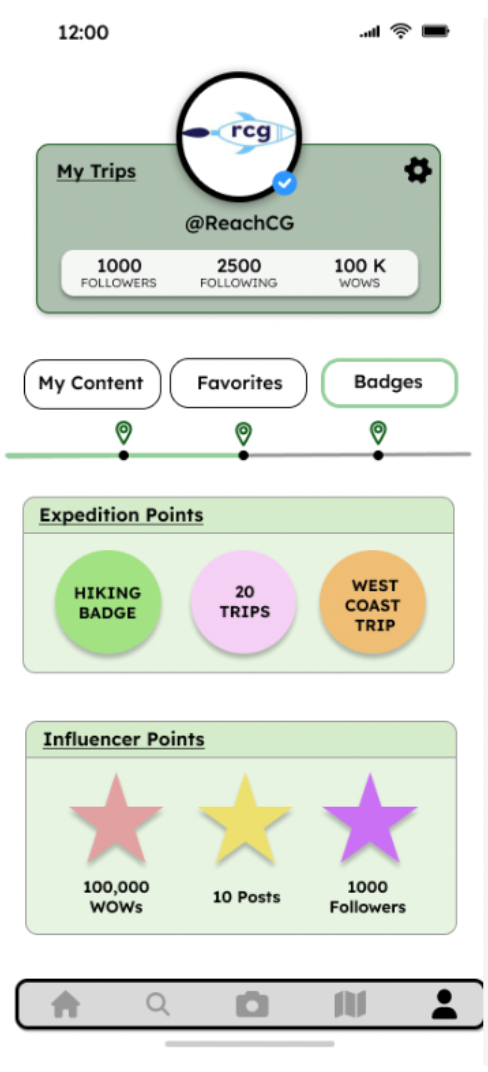 12:00
rcg
My Trips
@ReachCG
1000 2500 100 K
FOLLOWERS FOLLOWING WOWS
My Content Favorites Badges
Expedition Points
HIKING
BADGE
20
TRIPS
WEST
COAST
TRIP
Influencer Points
100,000
WOWs
10 Posts
1000
Followers